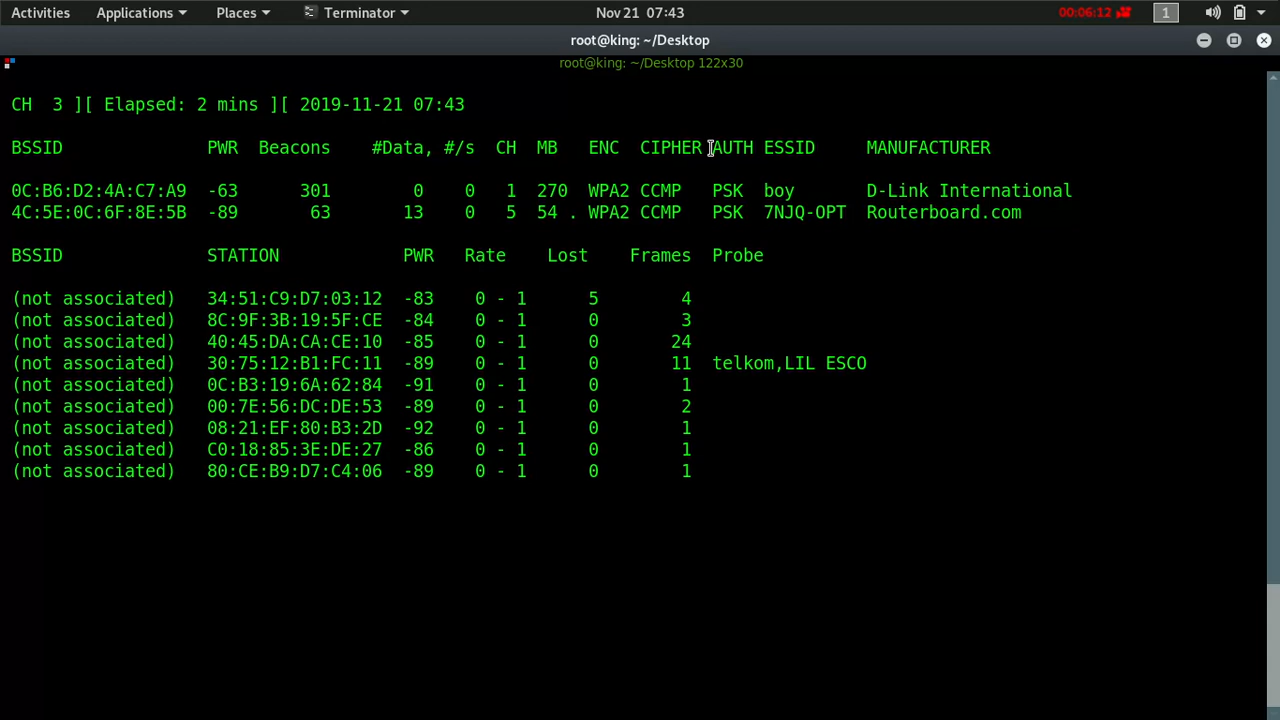 Activities Applications Places Terminator Nov 21 07:43 00:06:12 1
root@king: ~/Desktop
root@king: ~/Desktop 122x30
CH 3 ][ Elapsed: 2 mins ][ 2019-11-21 07:43
BSSID PWR Beacons #Data, #/s CH MB ENC CIPHER AUTH ESSID MANUFACTURER
0C:B6:D2:4A:C7:A9 -63 301 0 0 1 270 WPA2 CCMP PSK boy D-Link International
4C:5E:0C:6F:8E:5B -89 63 13 0 5 54 . WPA2 CCMP PSK 7NJQ-OPT Routerboard.com
BSSID STATION PWR Rate Lost Frames Probe
(not associated) 34:51:C9:D7:03:12 -83 0 - 1 5 4
(not associated) 8C:9F:3B:19:5F:CE -84 0 - 1 0 3
(not associated) 40:45:DA:CA:CE:10 -85 0 - 1 0 24
(not associated) 30:75:12:B1:FC:11 -89 0 - 1 0 11 telkom,LIL ESCO
(not associated) 0C:B3:19:6A:62:84 -91 0 - 1 0 1
(not associated) 00:7E:56:DC:DE:53 -89 0 - 1 0 2
(not associated) 08:21:EF:80:B3:2D -92 0 - 1 0 1
(not associated) C0:18:85:3E:DE:27 -86 0 - 1 0 1
(not associated) 80:CE:B9:D7:C4:06 -89 0 - 1 0 1